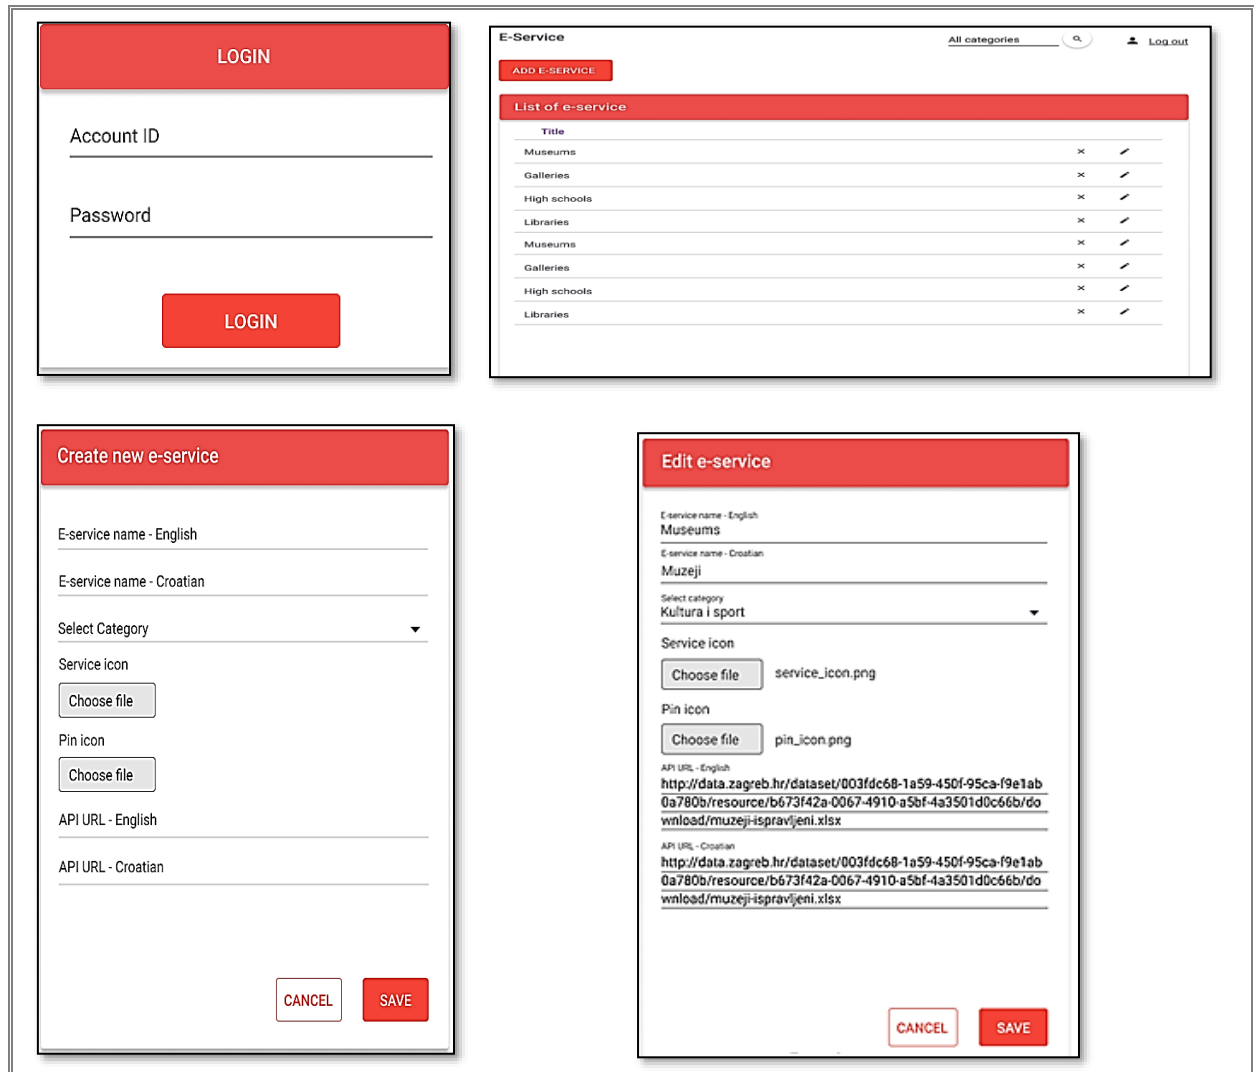 LOGIN
Account ID
Password
LOGIN
E-Service
All categories
Log out
ADD E-SERVICE
List of e-service
Title
Museums
Galleries
High schools
Libraries
Museums
Galleries
High schools
Libraries
Create new e-service
E-service name - English
E-service name - Croatian
Select Category
Service icon
Choose file
Pin icon
Choose file
API URL - English
API URL - Croatian
CANCEL SAVE
Edit e-service
E-service name - English
Museums
E-service name - Croatian
Muzeji
Select category
Kultura i sport
Service icon
Choose file service_icon.png
Pin icon
Choose file pin_icon.png
API URL - English
http://data.zagreb.hr/dataset/003fdc68-1a59-450f-95ca-f9e1ab
0a780b/resource/b673f42a-0067-4910-a5bf-4a3501d0c66b/do
wnload/muzeji-ispravljeni.xlsx
API URL - Croatian
http://data.zagreb.hr/dataset/003fdc68-1a59-450f-95ca-f9e1ab
0a780b/resource/b673f42a-0067-4910-a5bf-4a3501d0c66b/do
wnload/muzeji-ispravljeni.xlsx
CANCEL SAVE